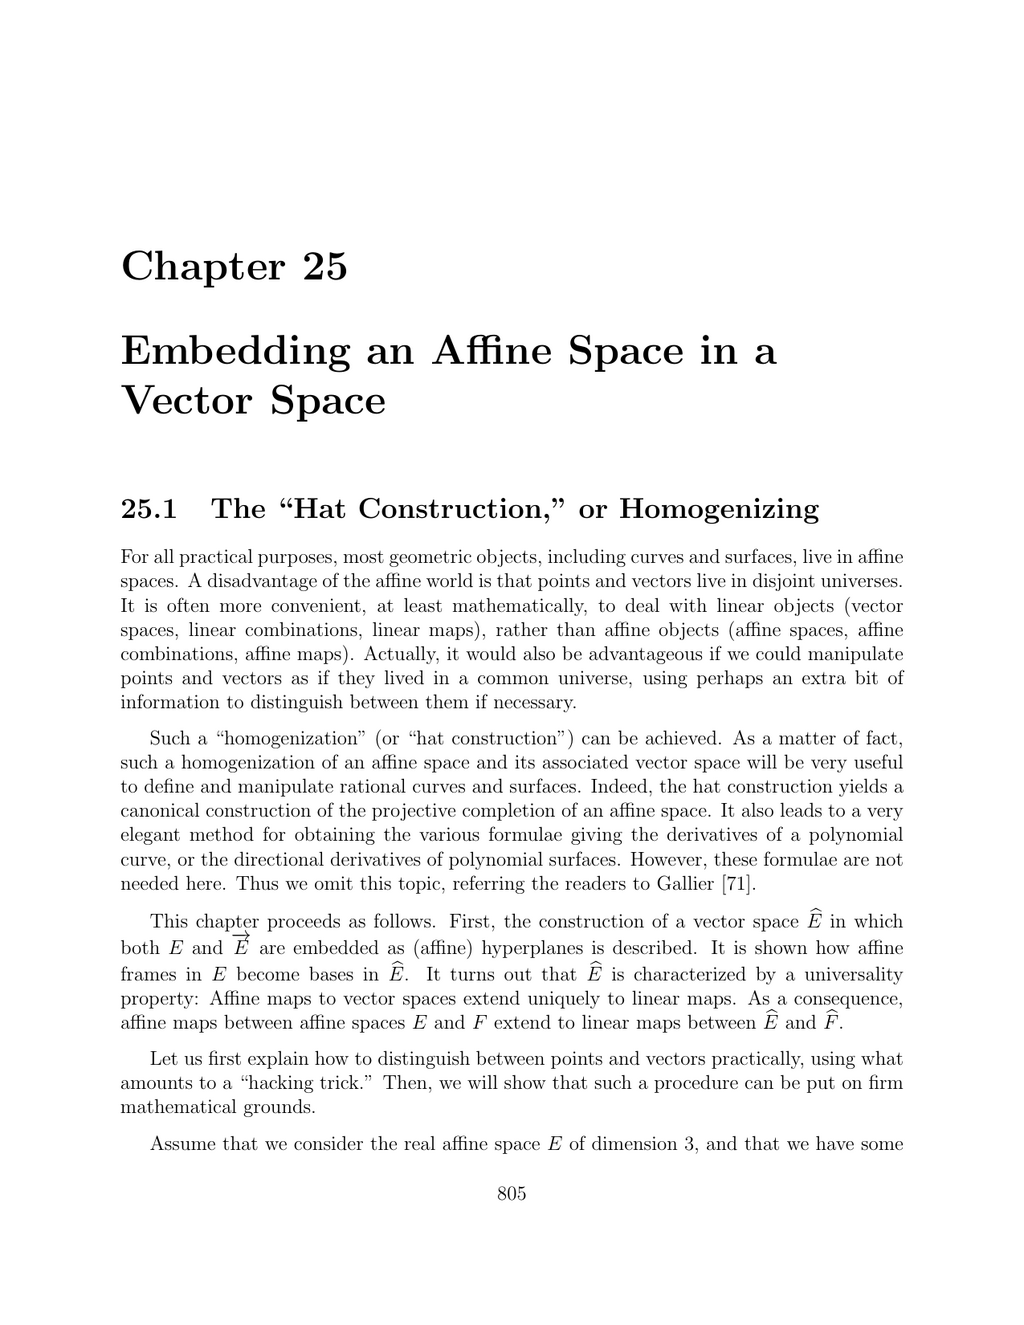 Chapter 25
Embedding an Affine Space in a
Vector Space
25.1 The “Hat Construction,” or Homogenizing
For all practical purposes, most geometric objects, including curves and surfaces, live in affine
spaces. A disadvantage of the affine world is that points and vectors live in disjoint universes.
It is often more convenient, at least mathematically, to deal with linear objects (vector
spaces, linear combinations, linear maps), rather than affine objects (affine spaces, affine
combinations, affine maps). Actually, it would also be advantageous if we could manipulate
points and vectors as if they lived in a common universe, using perhaps an extra bit of
information to distinguish between them if necessary.
Such a “homogenization” (or “hat construction”) can be achieved. As a matter of fact,
such a homogenization of an affine space and its associated vector space will be very useful
to define and manipulate rational curves and surfaces. Indeed, the hat construction yields a
canonical construction of the projective completion of an affine space. It also leads to a very
elegant method for obtaining the various formulae giving the derivatives of a polynomial
curve, or the directional derivatives of polynomial surfaces. However, these formulae are not
needed here. Thus we omit this topic, referring the readers to Gallier [71].
This chapter proceeds as follows. First, the construction of a vector space $\widehat{E}$ in which
both E and $\overrightarrow{E}$ are embedded as (affine) hyperplanes is described. It is shown how affine
frames in E become bases in $\widehat{E}$. It turns out that $\widehat{E}$ is characterized by a universality
property: Affine maps to vector spaces extend uniquely to linear maps. As a consequence,
affine maps between affine spaces E and F extend to linear maps between $\widehat{E}$ and $\widehat{F}$.
Let us first explain how to distinguish between points and vectors practically, using what
amounts to a “hacking trick.” Then, we will show that such a procedure can be put on firm
mathematical grounds.
Assume that we consider the real affine space E of dimension 3, and that we have some
805